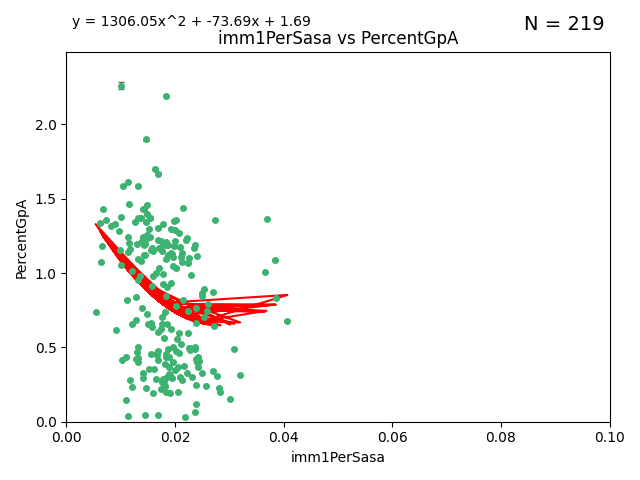 y = 1306.05x^2 + -73.69x + 1.69
N = 219
imm1PerSasa vs PercentGpA
PercentGpA
2.0
1.5
1.0
0.5
0.0
0.00 0.02 0.04 0.06 0.08 0.10
imm1PerSasa